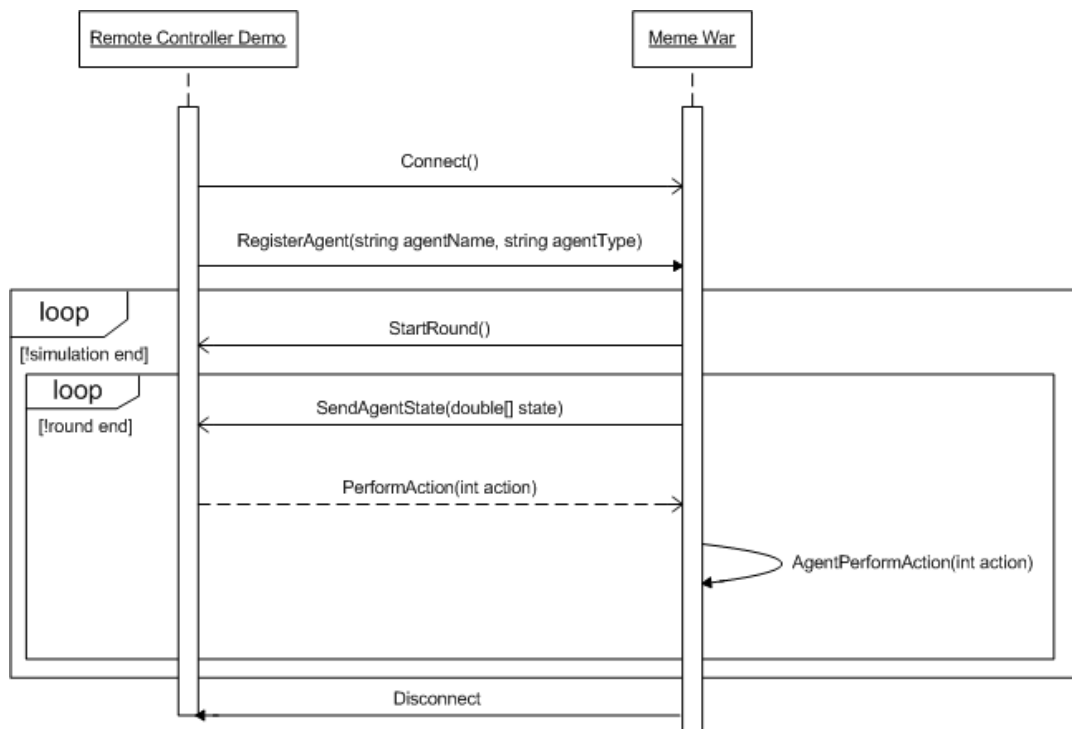 Remote Controller Demo
Meme War
Connect()
RegisterAgent(string agentName, string agentType)
loop
StartRound()
[!simulation end]
loop
SendAgentState(double[] state)
[!round end]
PerformAction(int action)
AgentPerformAction(int action)
Disconnect